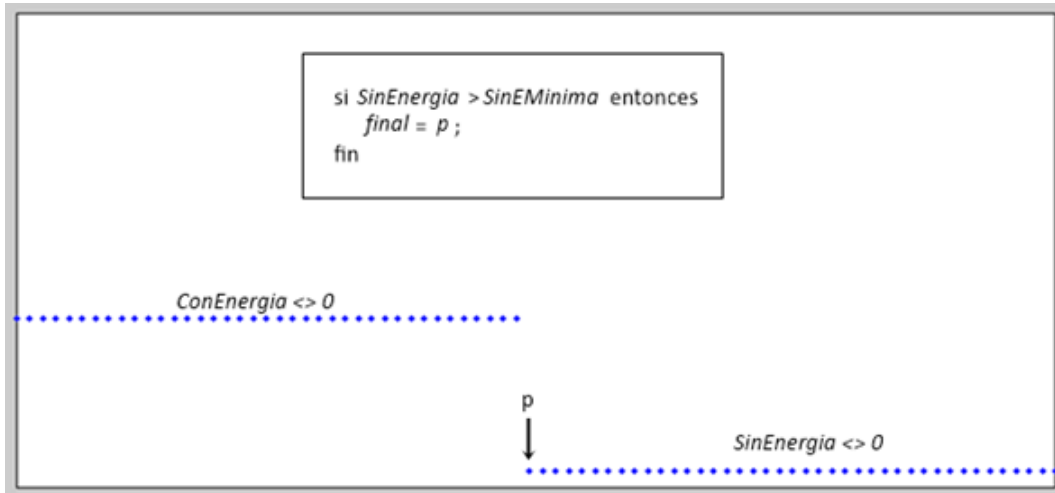 si SinEnergia > SinEMinima entonces
final = p ;
fin
ConEnergia <> 0
p
SinEnergia <> 0